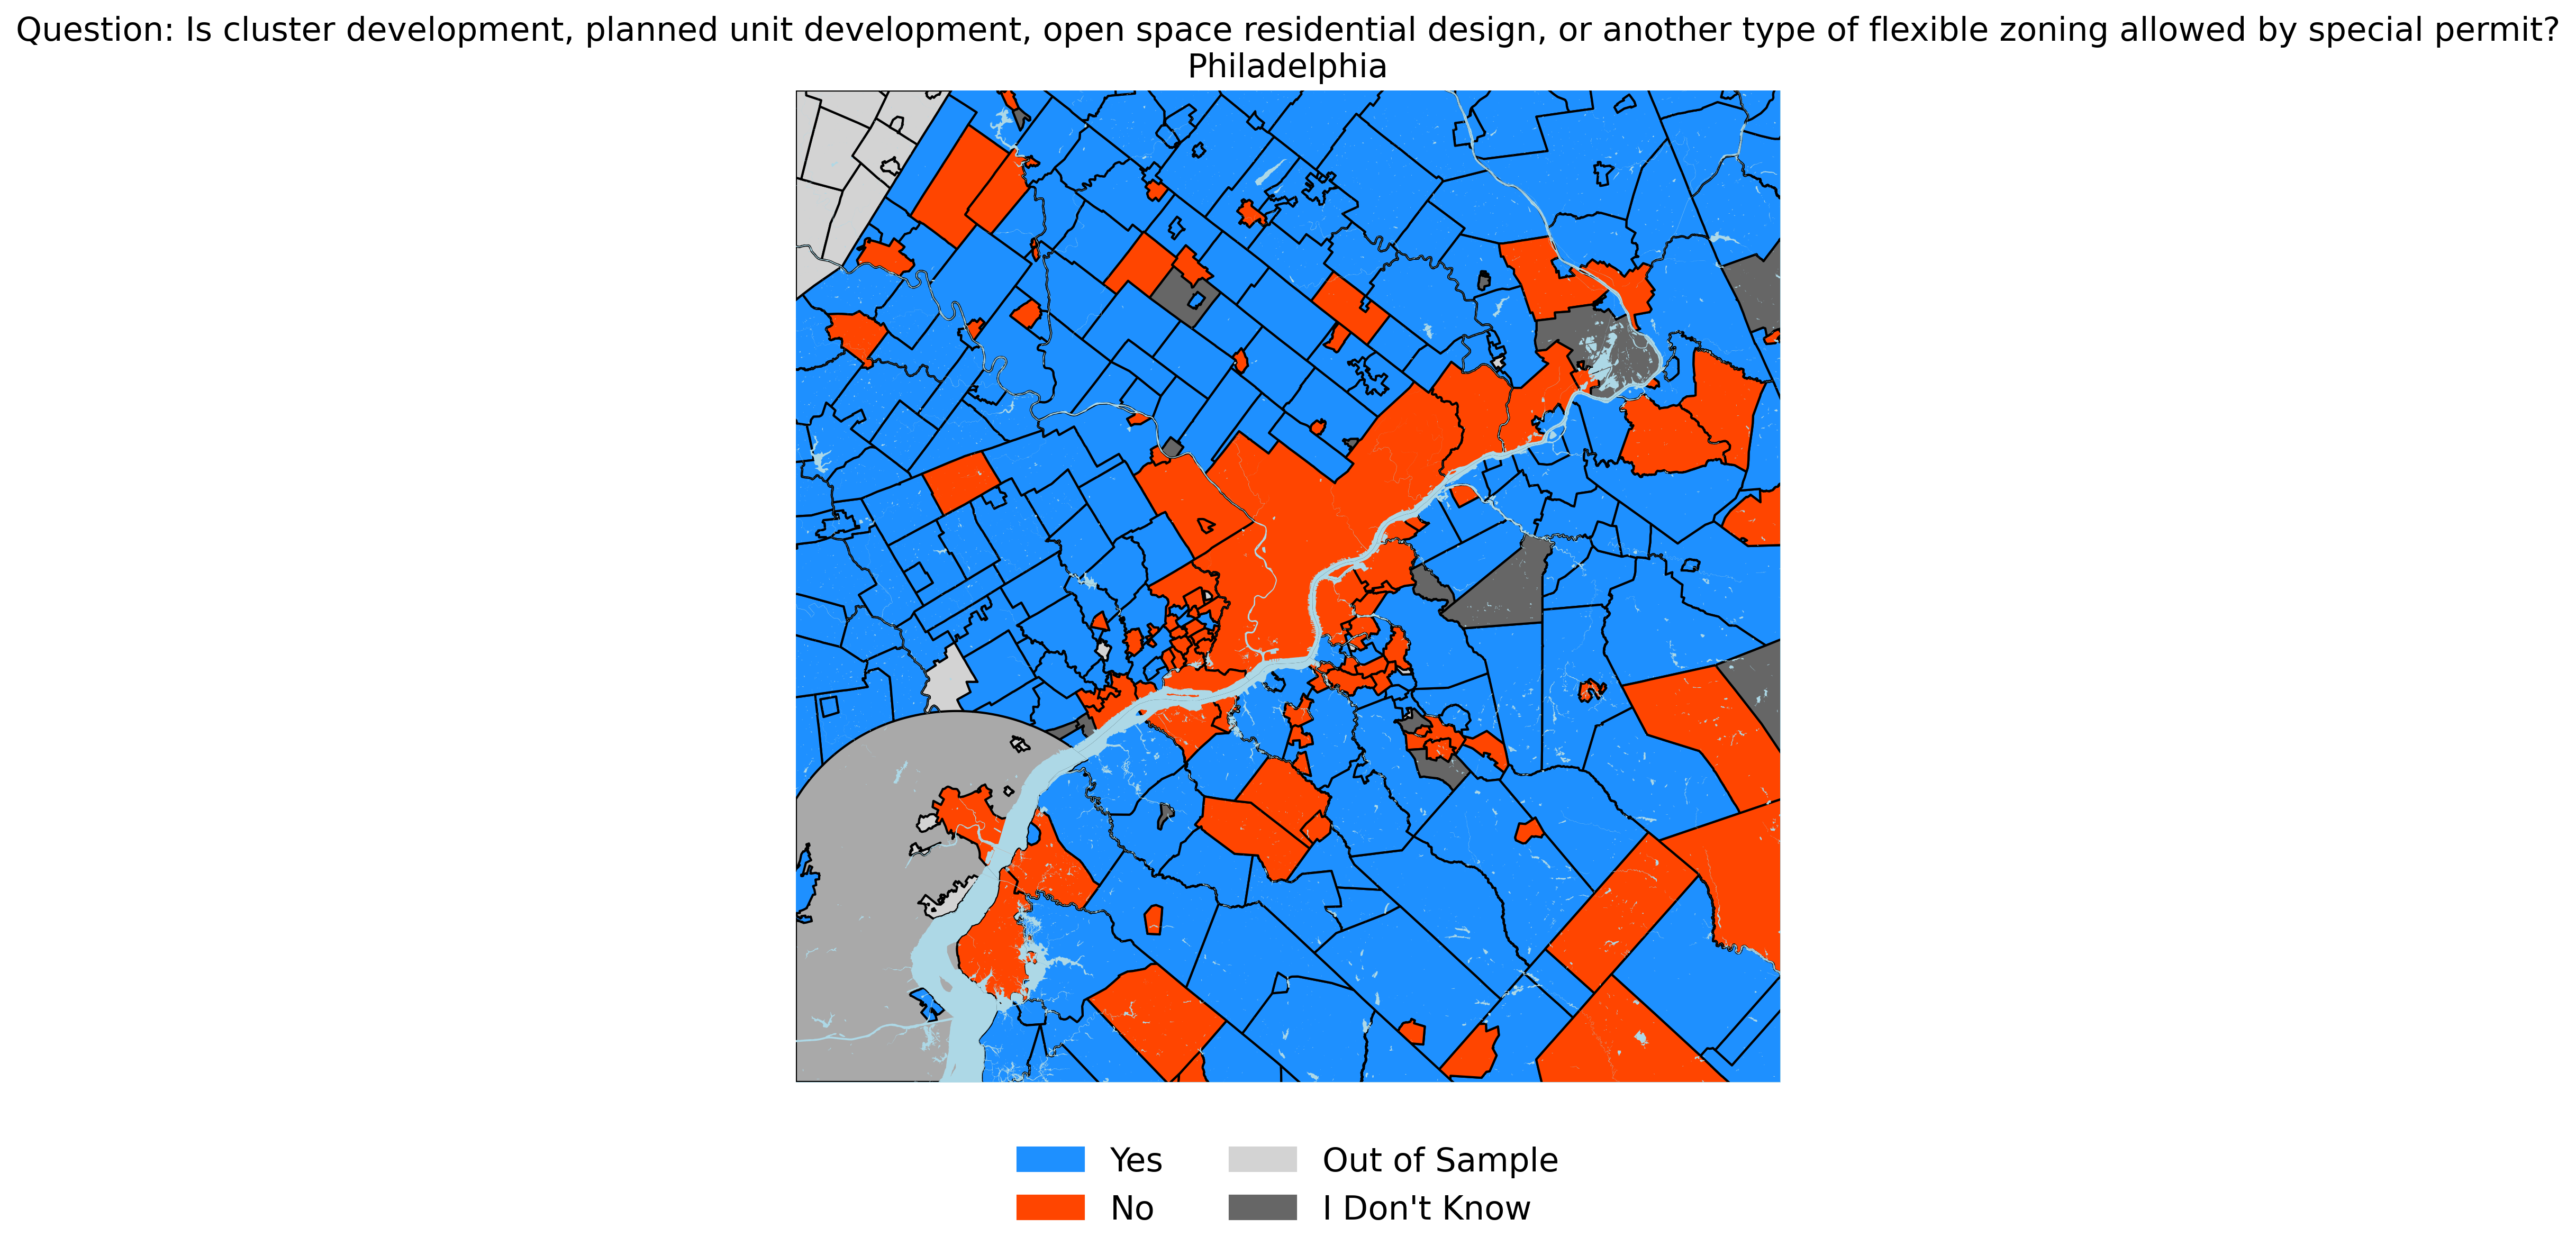 Question: Is cluster development, planned unit development, open space residential design, or another type of flexible zoning allowed by special permit?
Philadelphia
Yes
No
Out of Sample
I Don't Know